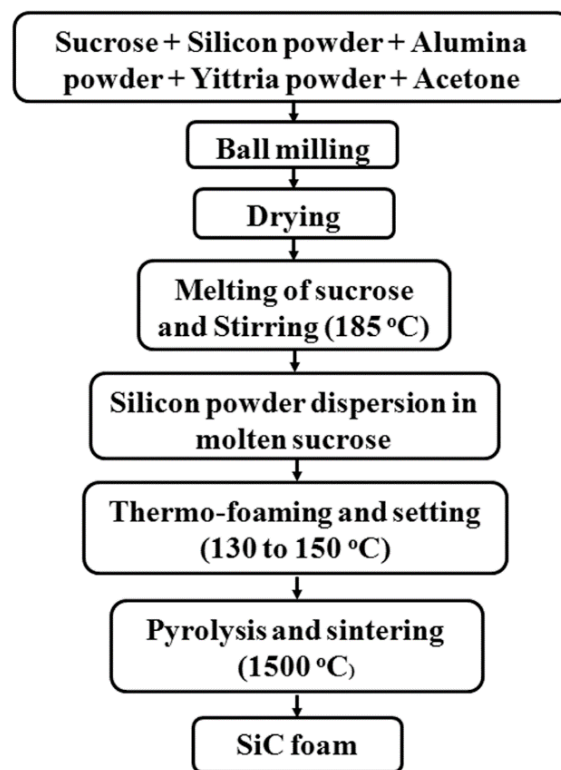 Sucrose + Silicon powder + Alumina
powder + Yittria powder + Acetone
Ball milling
Drying
Melting of sucrose
and Stirring (185 °C)
Silicon powder dispersion in
molten sucrose
Thermo-foaming and setting
(130 to 150 °C)
Pyrolysis and sintering
(1500 °C)
SiC foam